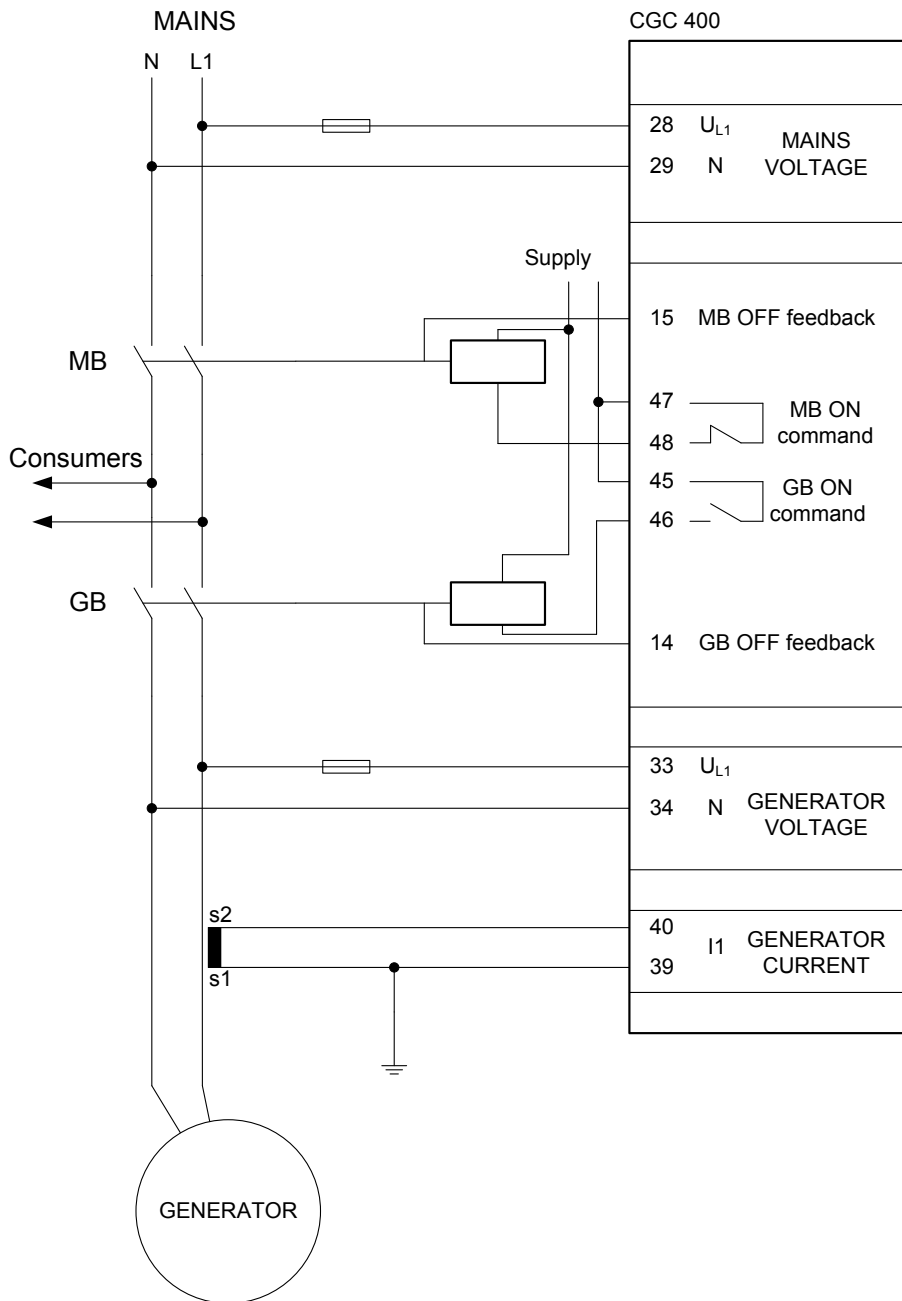 MAINS
CGC 400
N L1
28 UL1
MAINS
VOLTAGE
29 N
Supply
15 MB OFF feedback
MB
47
MB ON
command
48
Consumers
45
GB ON
command
46
GB
14 GB OFF feedback
33 UL1
34 N
GENERATOR
VOLTAGE
s2
40
I1
GENERATOR
CURRENT
39
s1
GENERATOR